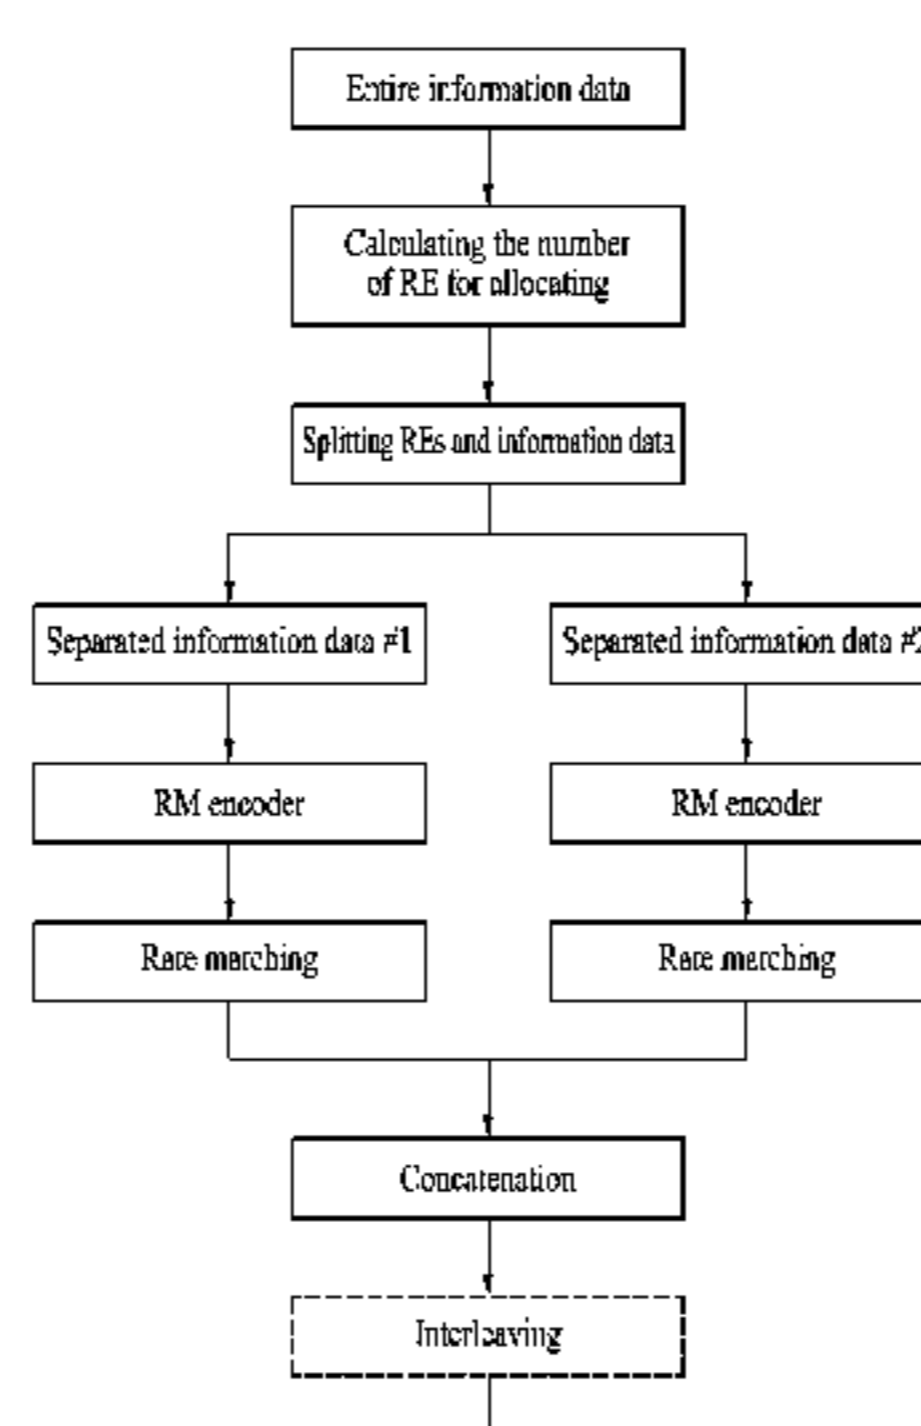 Entire information data
Calculating the number
of RE for allocating
Splitting REs and information data
Separated information data #1
Separated information data #2
RM encoder
RM encoder
Rate matching
Rate matching
Concatenation
Interleaving